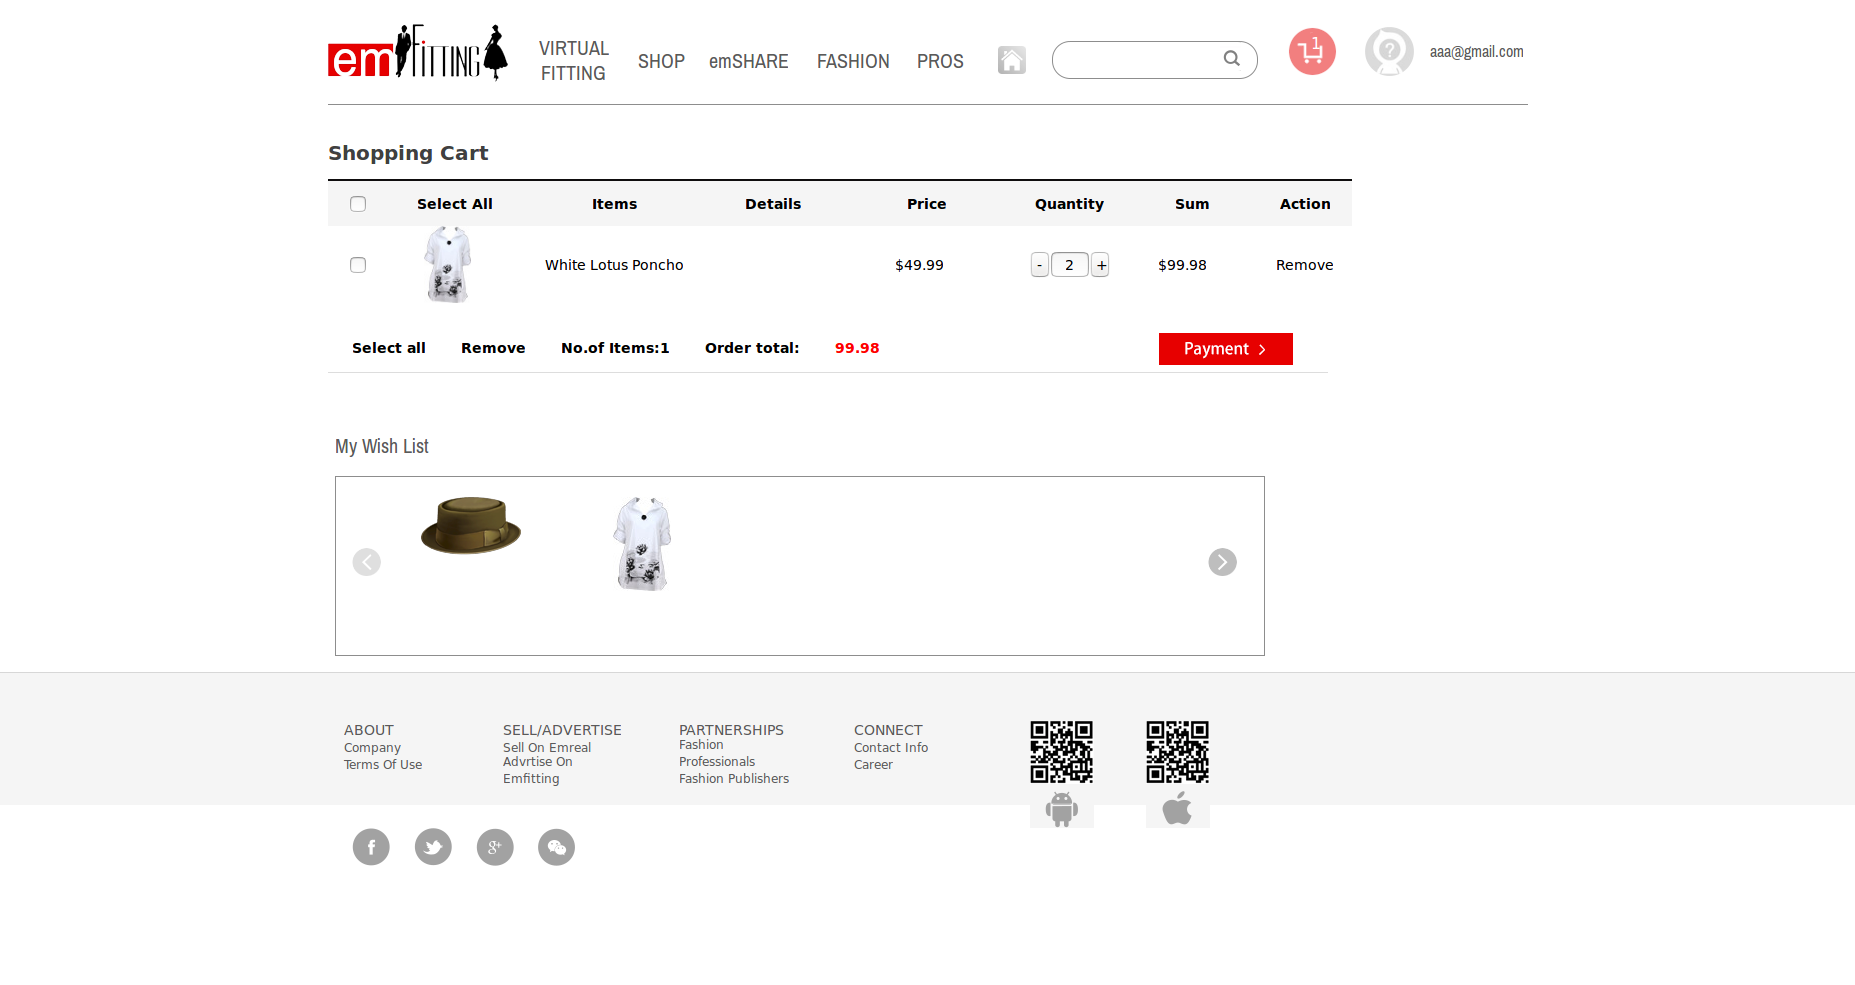 em FITTING
VIRTUAL
FITTING
SHOP
emSHARE
FASHION
PROS
1
?
aaa@gmail.com
Shopping Cart
Select All
Items
Details
Price
Quantity
Sum
Action
White Lotus Poncho
$49.99
- 2 +
$99.98
Remove
Select all
Remove
No.of Items:1
Order total:
99.98
Payment >
My Wish List
ABOUT
Company
Terms Of Use
SELL/ADVERTISE
Sell On Emreal
Advrtise On
Emfitting
PARTNERSHIPS
Fashion
Professionals
Fashion Publishers
CONNECT
Contact Info
Career
f
g+